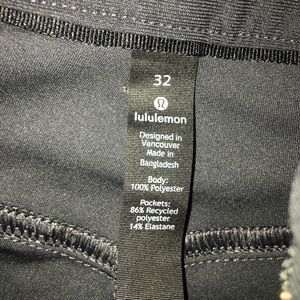 32
lululemon
Designed in
Vancouver
Made in
Bangladesh
Body:
100% Polyester
Pockets:
86% Recycled
polyester
14% Elastane